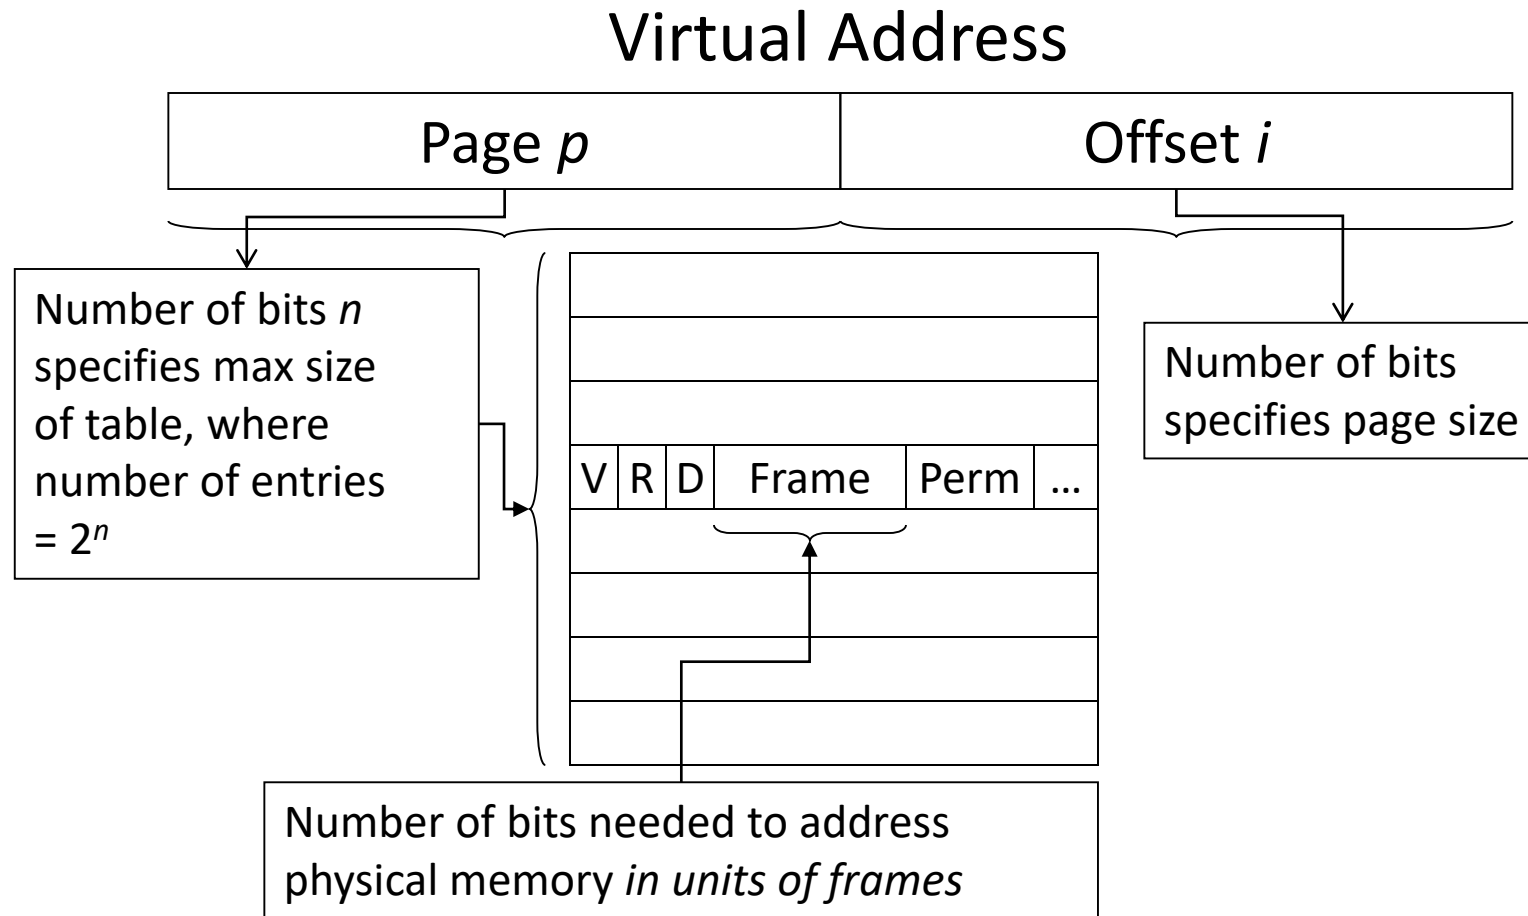 Virtual Address
Page p
Offset i
Number of bits n
specifies max size
of table, where
number of entries
= 2ⁿ
Number of bits
specifies page size
V R D Frame Perm ...
Number of bits needed to address
physical memory in units of frames